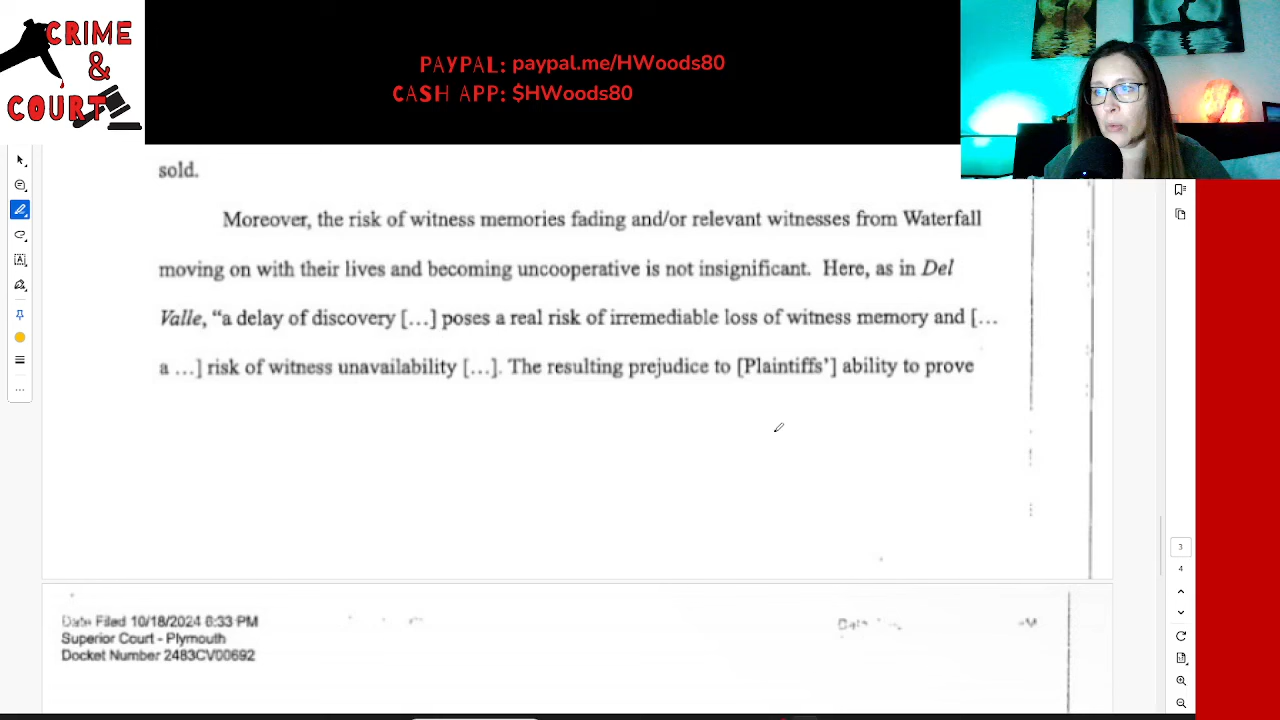 CRIME
&
COURT
PAYPAL: paypal.me/HWoods80
CASH APP: $HWoods80
sold.
Moreover, the risk of witness memories fading and/or relevant witnesses from Waterfall
moving on with their lives and becoming uncooperative is not insignificant. Here, as in Del
Valle, “a delay of discovery […] poses a real risk of irremediable loss of witness memory and […
a …] risk of witness unavailability […]. The resulting prejudice to [Plaintiffs’] ability to prove
3
4
Date Filed 10/18/2024 6:33 PM
Superior Court - Plymouth
Docket Number 2483CV00692